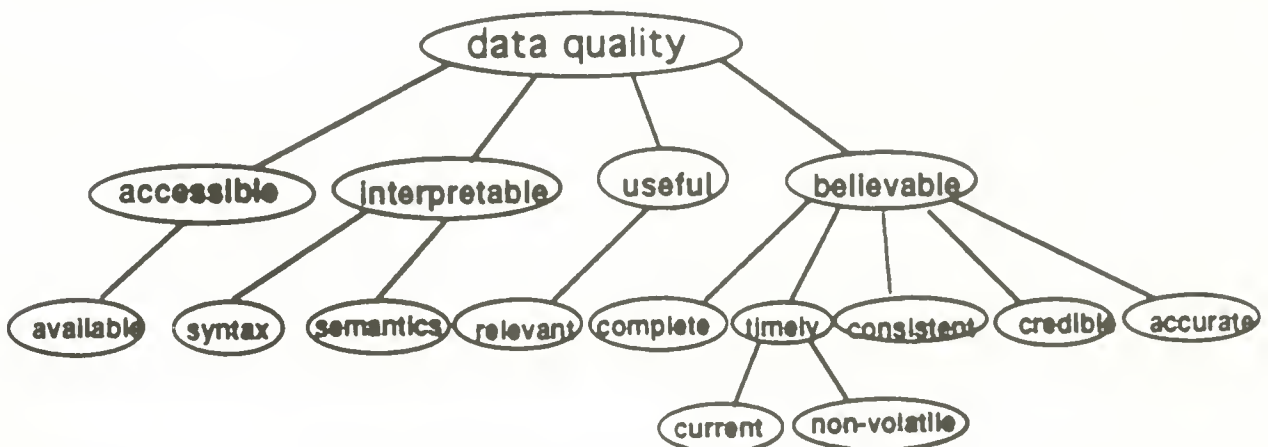 data quality
accessible interpretable useful believable
available syntax semantics relevant complete timely consistent credible accurate
current non-volatile